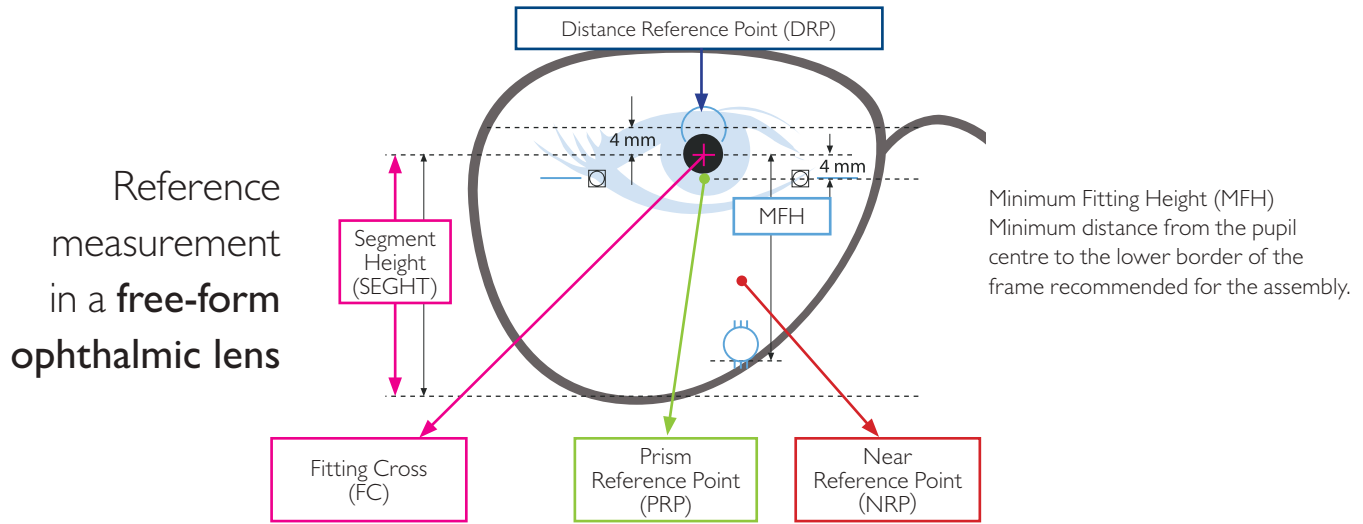 Distance Reference Point (DRP)
4 mm
4 mm
Reference
measurement
in a free-form
ophthalmic lens
Segment
Height
(SEGHT)
MFH
Minimum Fitting Height (MFH)
Minimum distance from the pupil
centre to the lower border of the
frame recommended for the assembly.
Fitting Cross
(FC)
Prism
Reference Point
(PRP)
Near
Reference Point
(NRP)